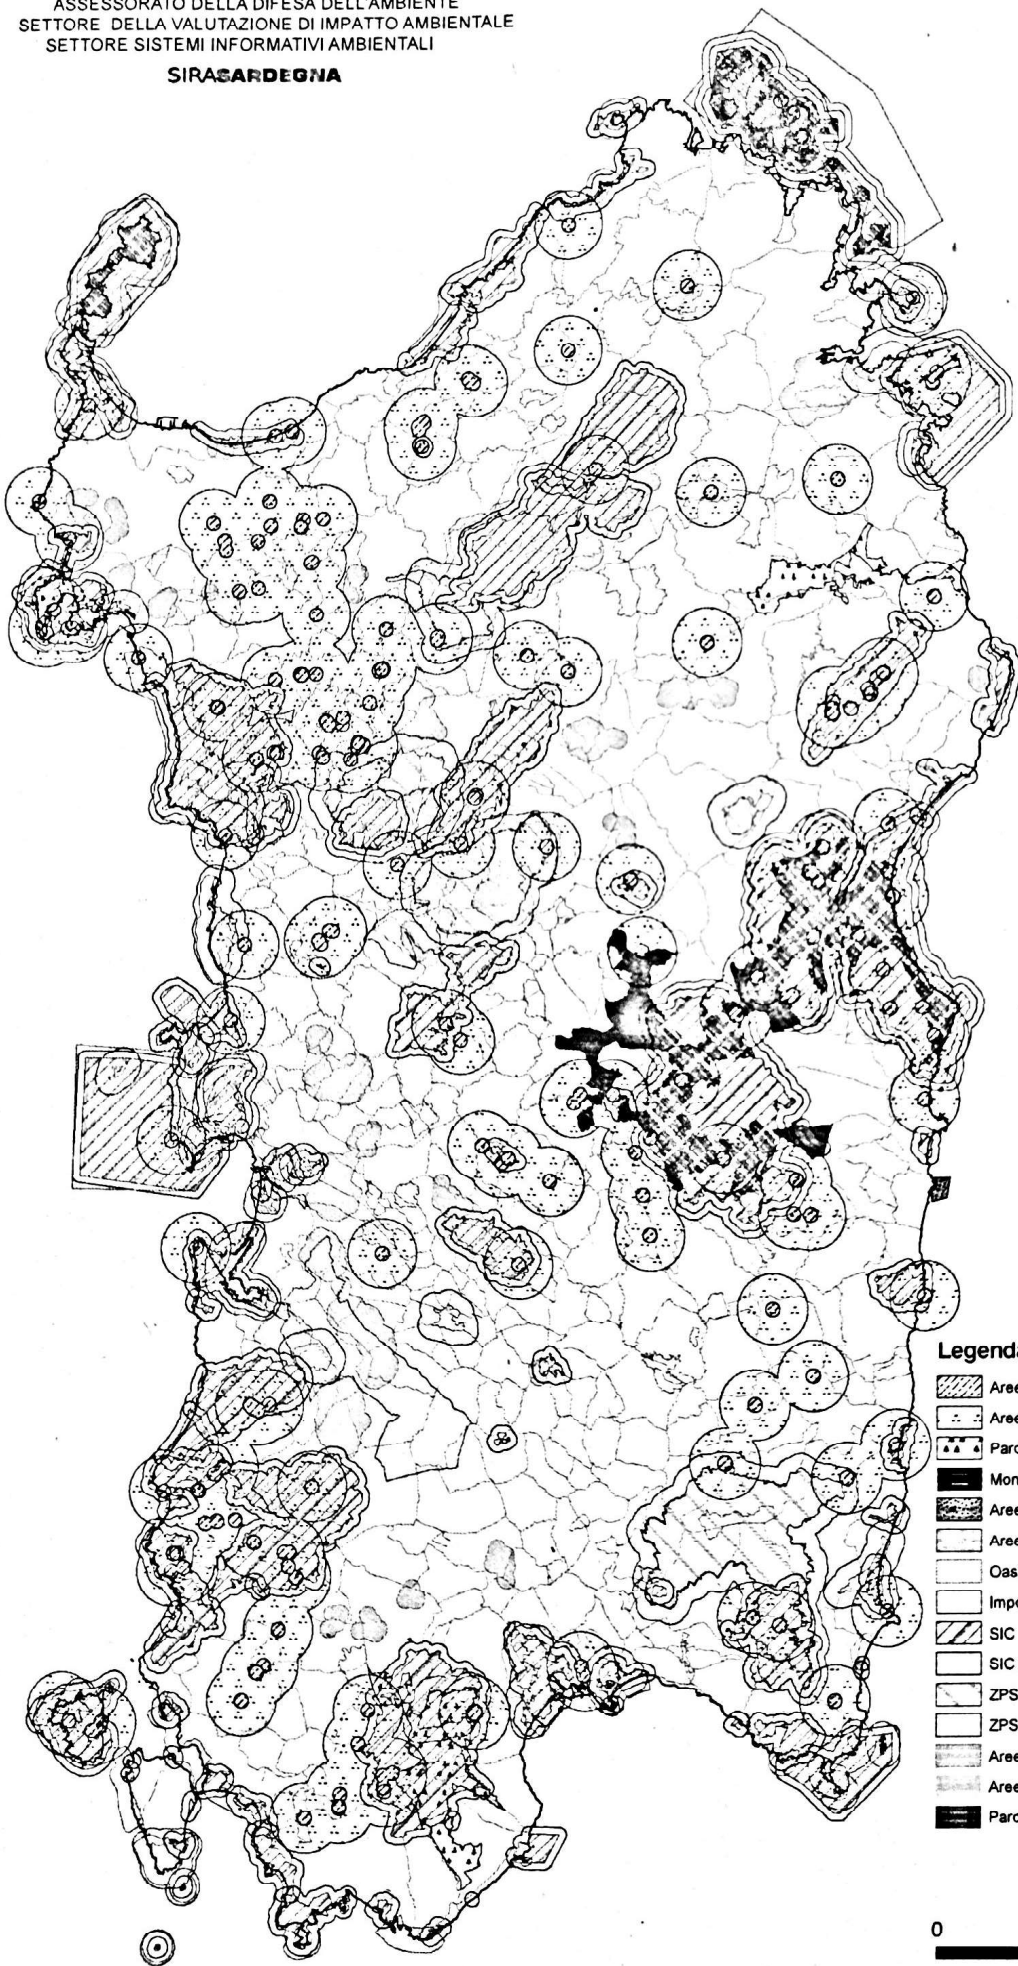 ASSESSORATO DELLA DIFESA DELL'AMBIENTE
SETTORE DELLA VALUTAZIONE DI IMPATTO AMBIENTALE
SETTORE SISTEMI INFORMATIVI AMBIENTALI
SIRASARDEGNA
Legenda
Aree
Aree
Parc
Mon
Aree
Aree
Oas
Impo
SIC
SIC
ZPS
ZPS
Aree
Aree
Parc
0